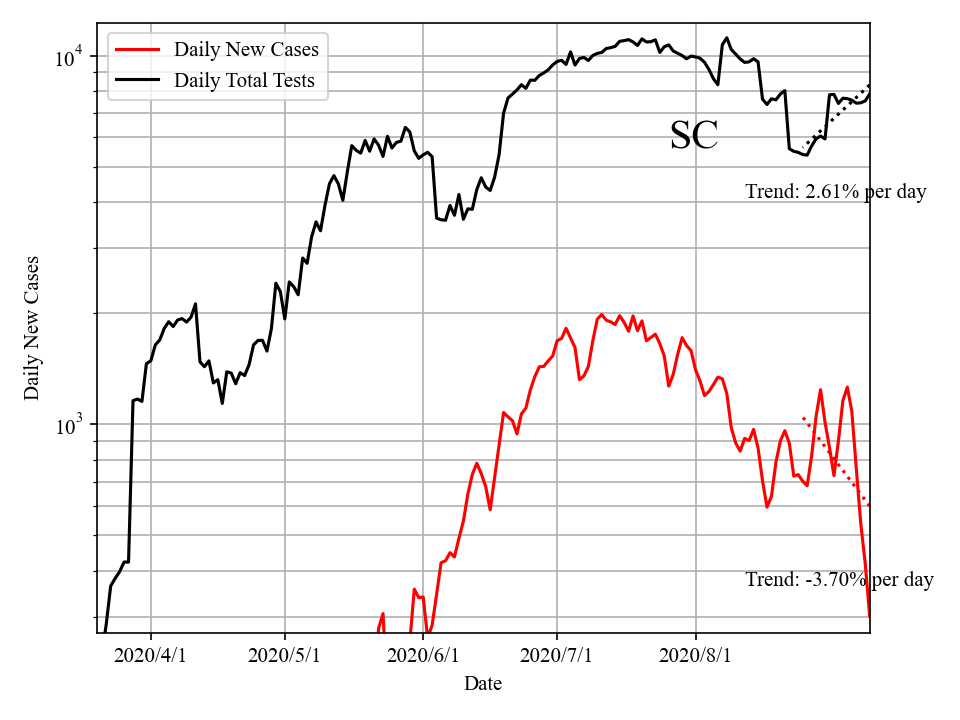 Daily New Cases
Daily Total Tests
10^4
SC
Trend: 2.61% per day
Daily New Cases
10^3
Trend: -3.70% per day
2020/4/1 2020/5/1 2020/6/1 2020/7/1 2020/8/1
Date